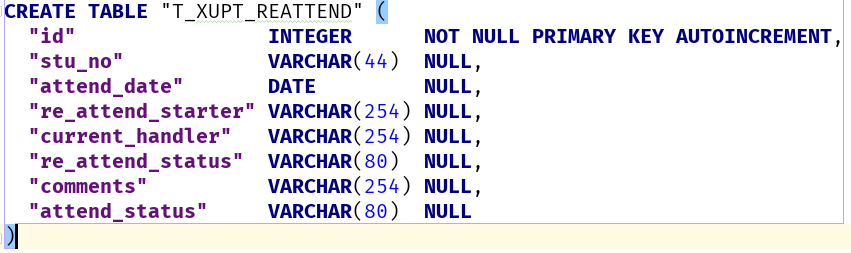 CREATE TABLE "T_XUPT_REATTEND" (
"id" INTEGER NOT NULL PRIMARY KEY AUTOINCREMENT,
"stu_no" VARCHAR(44) NULL,
"attend_date" DATE NULL,
"re_attend_starter" VARCHAR(254) NULL,
"current_handler" VARCHAR(254) NULL,
"re_attend_status" VARCHAR(80) NULL,
"comments" VARCHAR(254) NULL,
"attend_status" VARCHAR(80) NULL
)